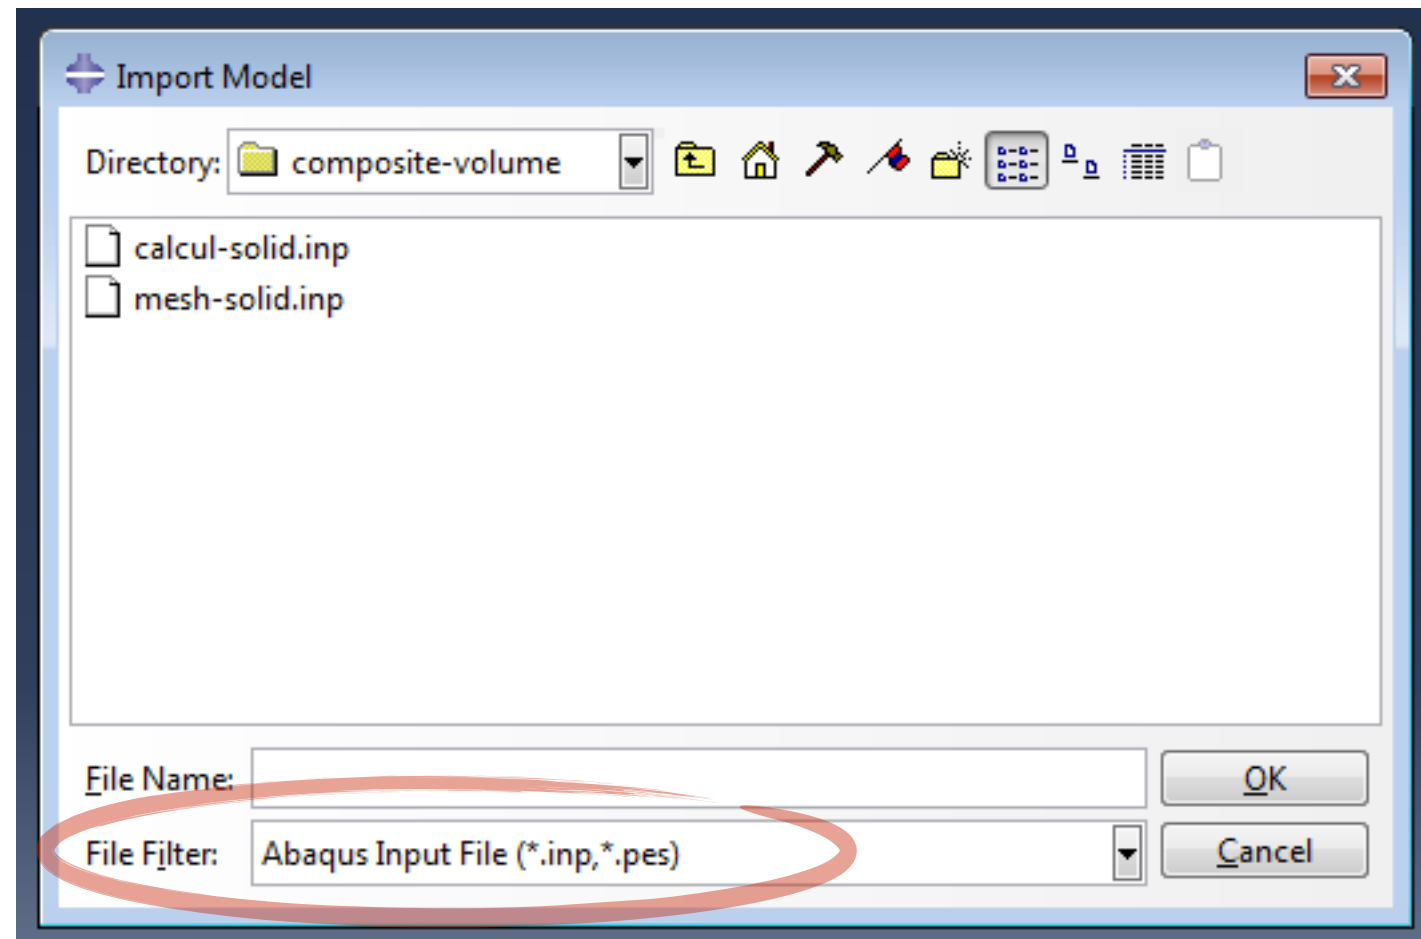 Import Model
Directory: composite-volume
calcul-solid.inp
mesh-solid.inp
File Name:
OK
File Filter: Abaqus Input File (*.inp,*.pes)
Cancel